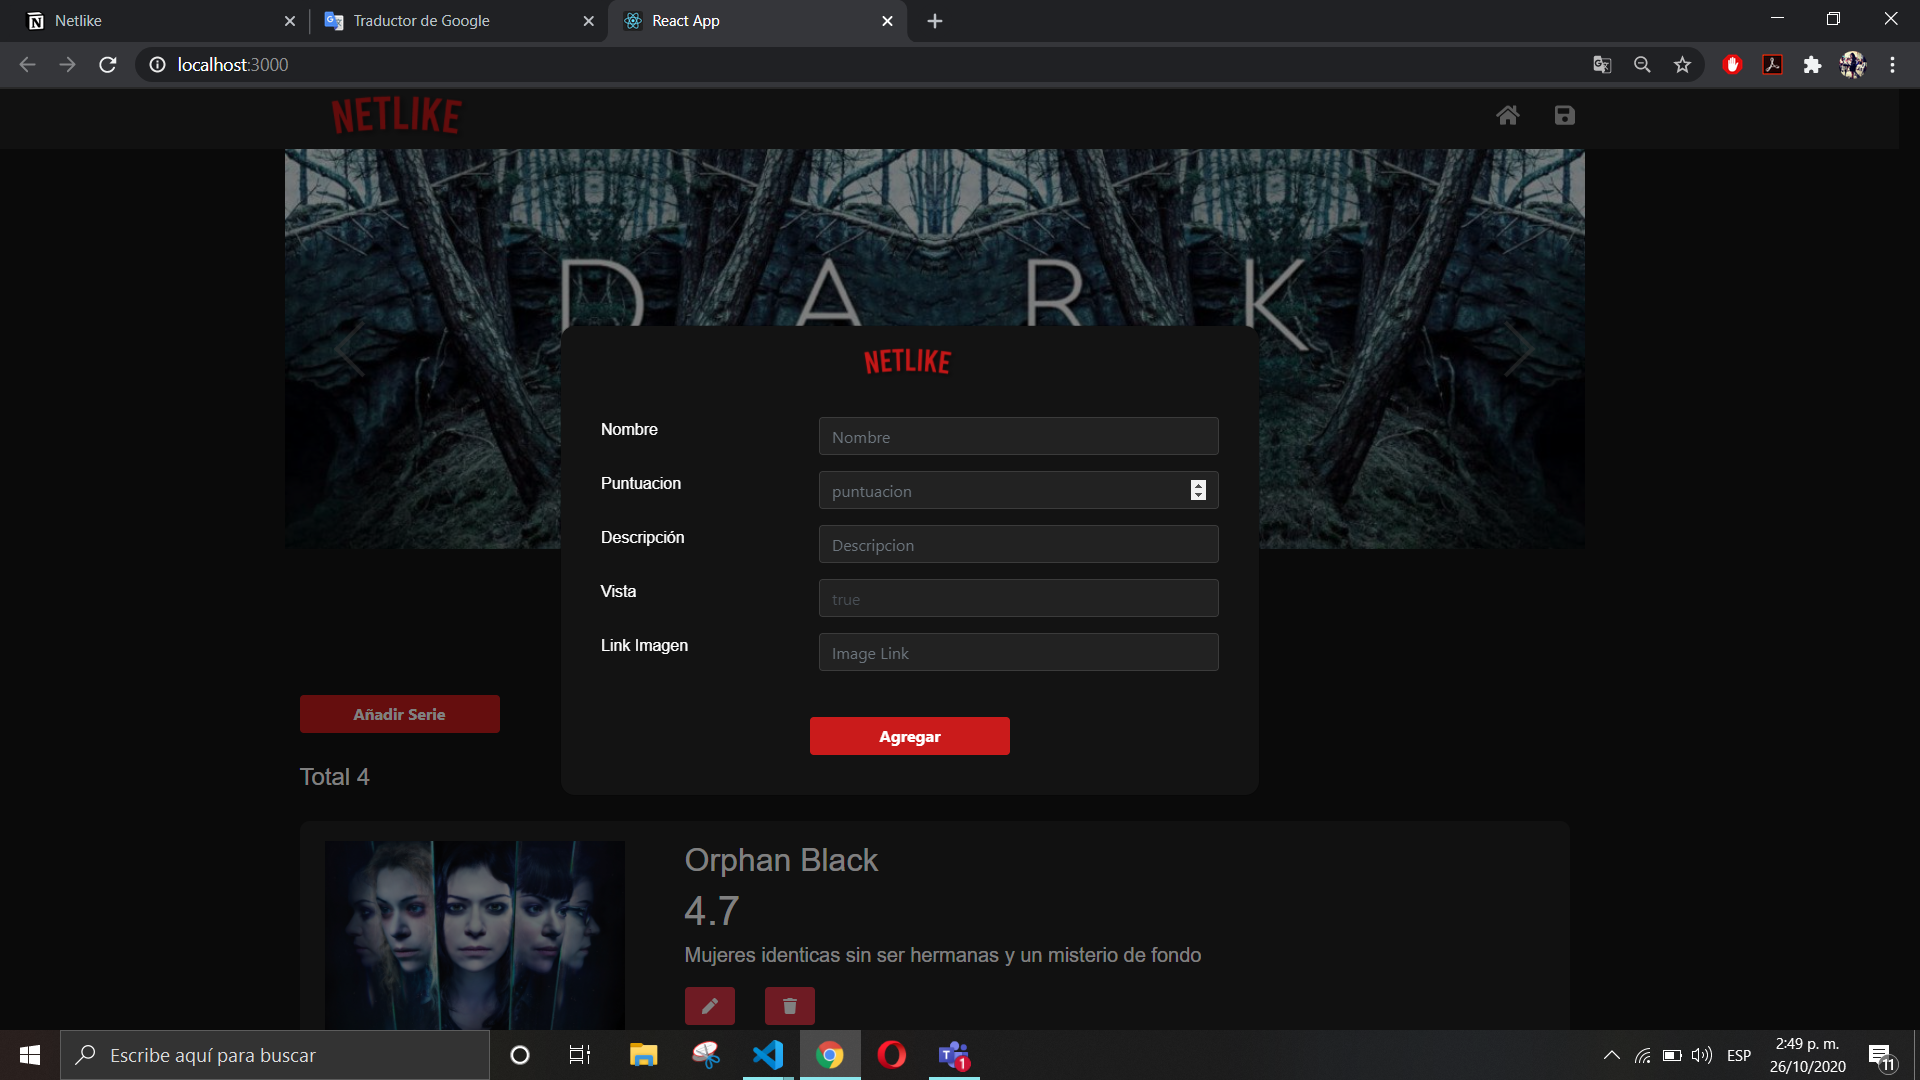 Netlike
Traductor de Google
React App
localhost:3000
NETLIKE
DARK
NETLIKE
Nombre
Nombre
Puntuacion
puntuacion
Descripción
Descripcion
Vista
true
Link Imagen
Image Link
Agregar
Añadir Serie
Total 4
Orphan Black
4.7
Mujeres identicas sin ser hermanas y un misterio de fondo
Escribe aquí para buscar
1
ESP
2:49 p. m.
26/10/2020
11